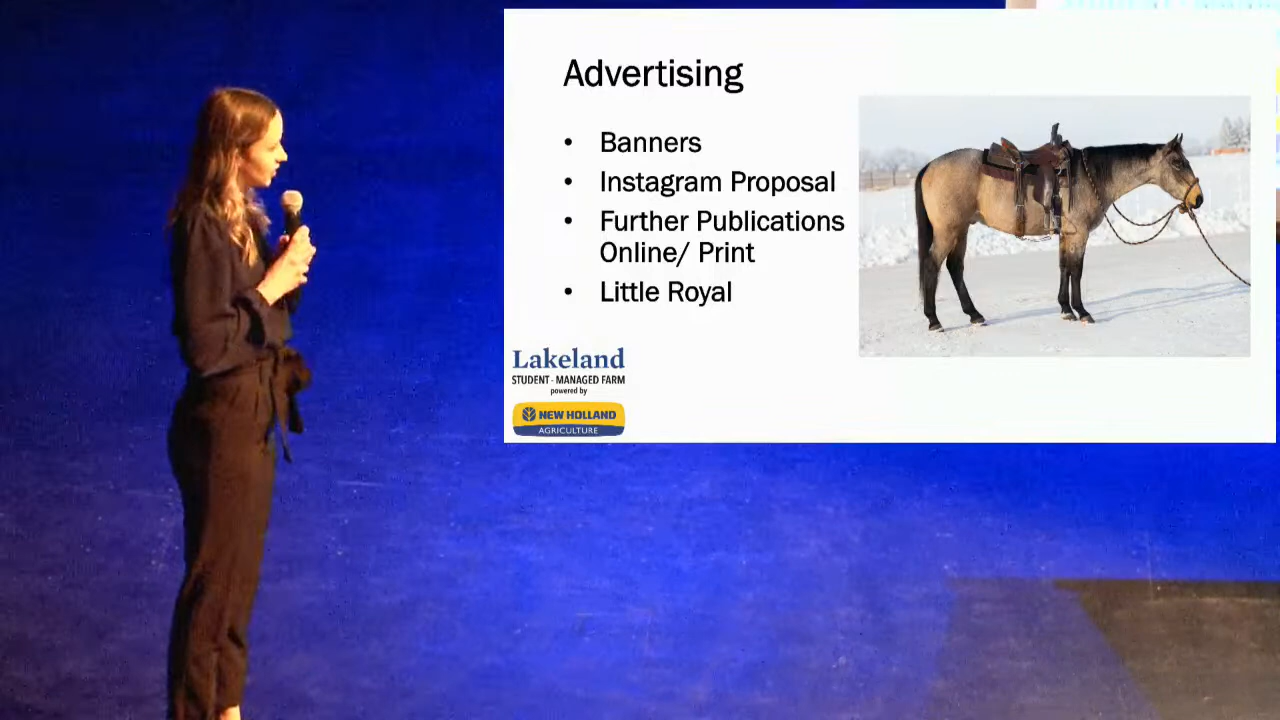 Advertising
• Banners
• Instagram Proposal
• Further Publications
Online/ Print
• Little Royal
Lakeland
STUDENT - MANAGED FARM
powered by
NEW HOLLAND
AGRICULTURE